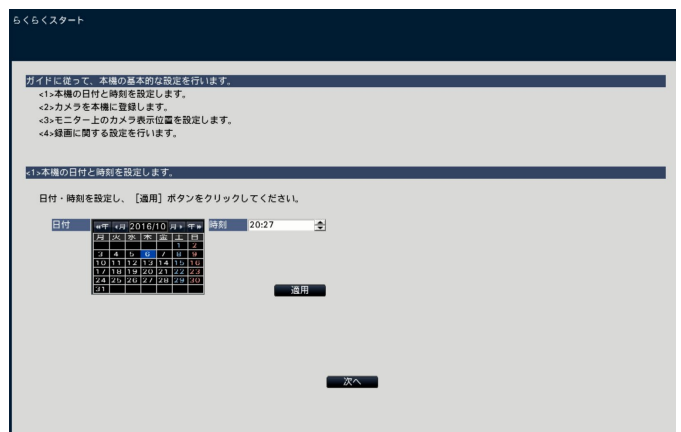 らくらくスタート
ガイドに従って、本機の基本的な設定を行います。
<1>本機の日付と時刻を設定します。
<2>カメラを本機に登録します。
<3>モニター上のカメラ表示位置を設定します。
<4>録画に関する設定を行います。
<1>本機の日付と時刻を設定します。
日付・時刻を設定し、［適用］ボタンをクリックしてください。
日付 «年 ‹月 2016/10 月› 年» 時刻 20:27
月 火 水 木 金 土 日
1 2
3 4 5 6 7 8 9
10 11 12 13 14 15 16
17 18 19 20 21 22 23
24 25 26 27 28 29 30
31
適用
次へ